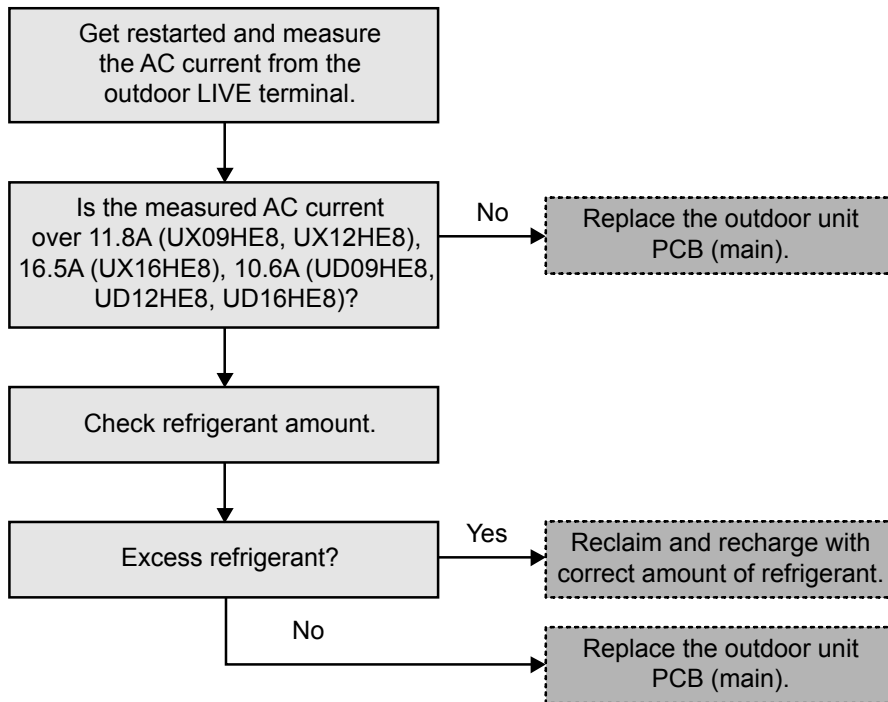 Get restarted and measure
the AC current from the
outdoor LIVE terminal.
Is the measured AC current
over 11.8A (UX09HE8, UX12HE8),
16.5A (UX16HE8), 10.6A (UD09HE8,
UD12HE8, UD16HE8)?
No
Replace the outdoor unit
PCB (main).
Check refrigerant amount.
Excess refrigerant?
Yes
Reclaim and recharge with
correct amount of refrigerant.
No
Replace the outdoor unit
PCB (main).